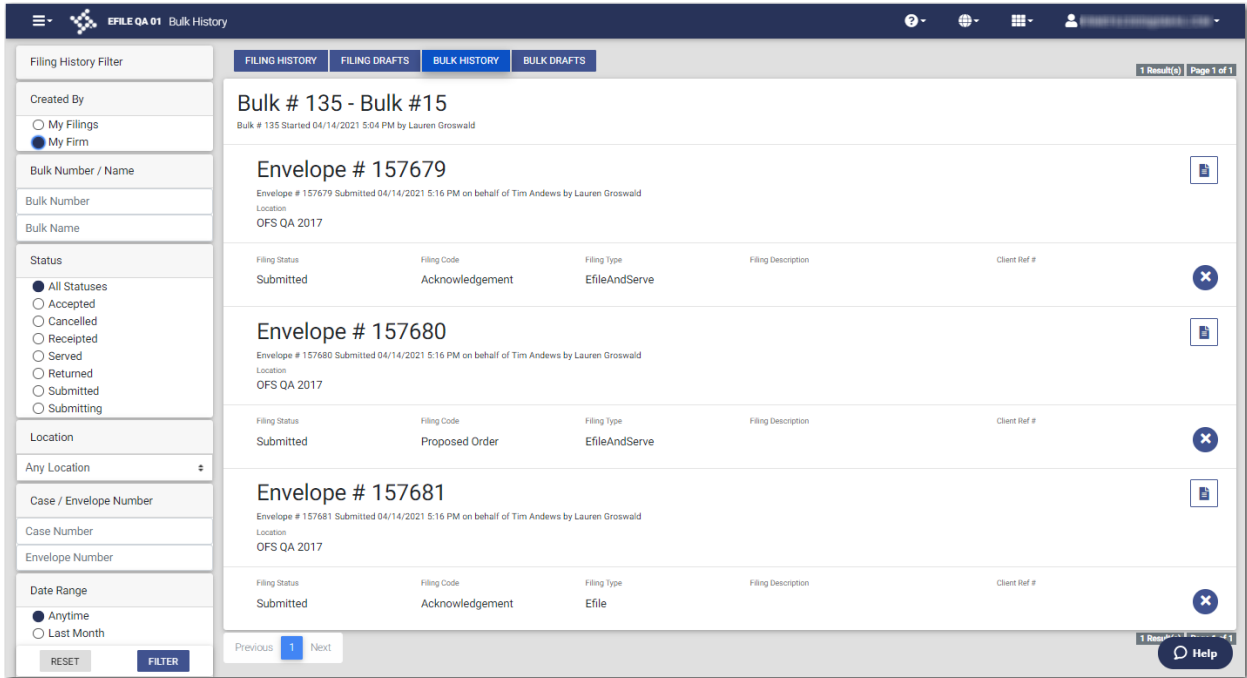 EFILE QA 01 Bulk History
Filing History Filter
Created By
My Filings
My Firm
Bulk Number / Name
Bulk Number
Bulk Name
Status
All Statuses
Accepted
Cancelled
Receipted
Served
Returned
Submitted
Submitting
Location
Any Location
Case / Envelope Number
Case Number
Envelope Number
Date Range
Anytime
Last Month
RESET FILTER
FILING HISTORY FILING DRAFTS BULK HISTORY BULK DRAFTS
1 Result(s) Page 1 of 1
Bulk # 135 - Bulk #15
Bulk # 135 Started 04/14/2021 5:04 PM by Lauren Groswald
Envelope # 157679
Envelope # 157679 Submitted 04/14/2021 5:16 PM on behalf of Tim Andews by Lauren Groswald
Location
OFS QA 2017
Filing Status Filing Code Filing Type Filing Description Client Ref #
Submitted Acknowledgement EfileAndServe
Envelope # 157680
Envelope # 157680 Submitted 04/14/2021 5:16 PM on behalf of Tim Andews by Lauren Groswald
Location
OFS QA 2017
Filing Status Filing Code Filing Type Filing Description Client Ref #
Submitted Proposed Order EfileAndServe
Envelope # 157681
Envelope # 157681 Submitted 04/14/2021 5:16 PM on behalf of Tim Andews by Lauren Groswald
Location
OFS QA 2017
Filing Status Filing Code Filing Type Filing Description Client Ref #
Submitted Acknowledgement Efile
Previous 1 Next
Help